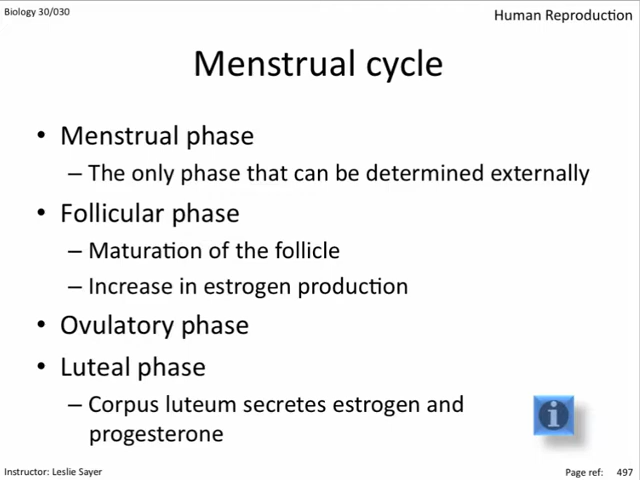 Biology 30/030
Human Reproduction
Menstrual cycle
• Menstrual phase
– The only phase that can be determined externally
• Follicular phase
– Maturation of the follicle
– Increase in estrogen production
• Ovulatory phase
• Luteal phase
– Corpus luteum secretes estrogen and
progesterone
i
Instructor: Leslie Sayer
Page ref: 497